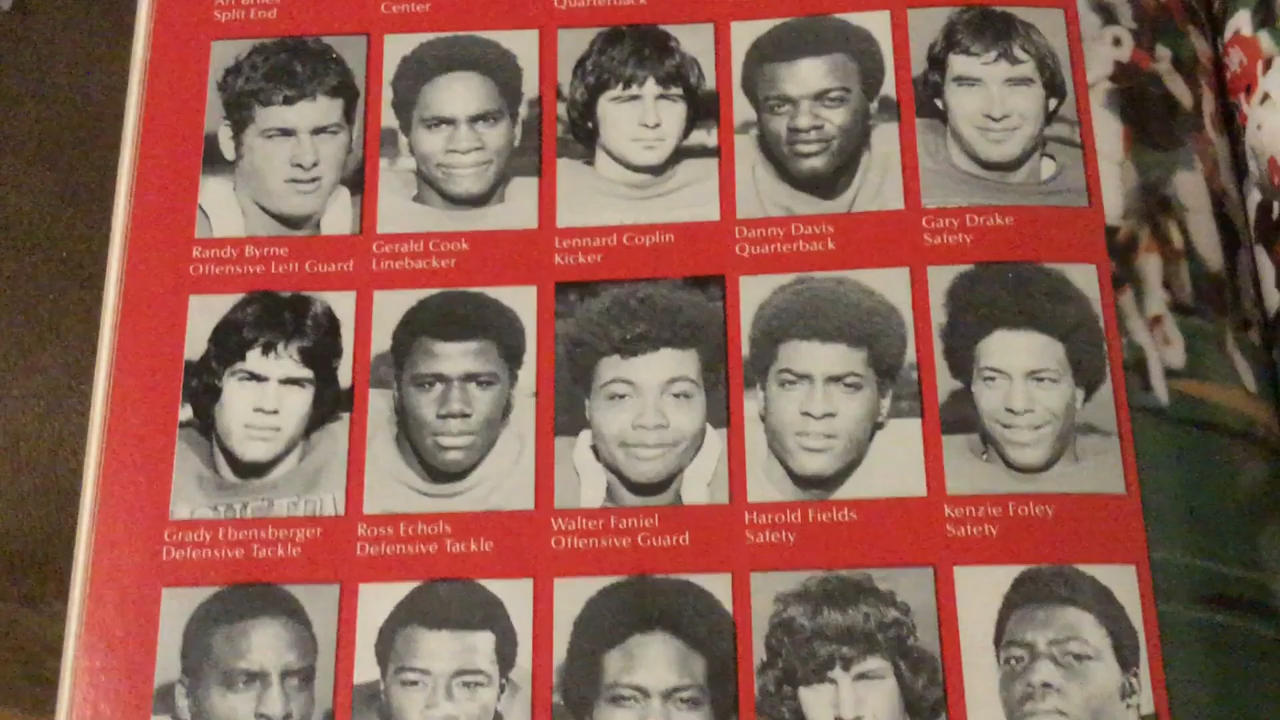 Split End
Center
Quarterback
Randy Byrne
Offensive Left Guard
Gerald Cook
Linebacker
Lennard Coplin
Kicker
Danny Davis
Quarterback
Gary Drake
Safety
Grady Ebensberger
Defensive Tackle
Ross Echols
Defensive Tackle
Walter Faniel
Offensive Guard
Harold Fields
Safety
Kenzie Foley
Safety